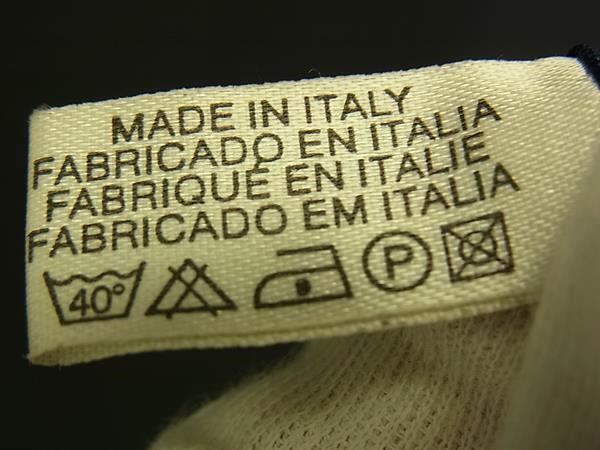 MADE IN ITALY
FABRICADO EN ITALIA
FABRIQUÉ EN ITALIE
FABRICADO EM ITALIA
40° P